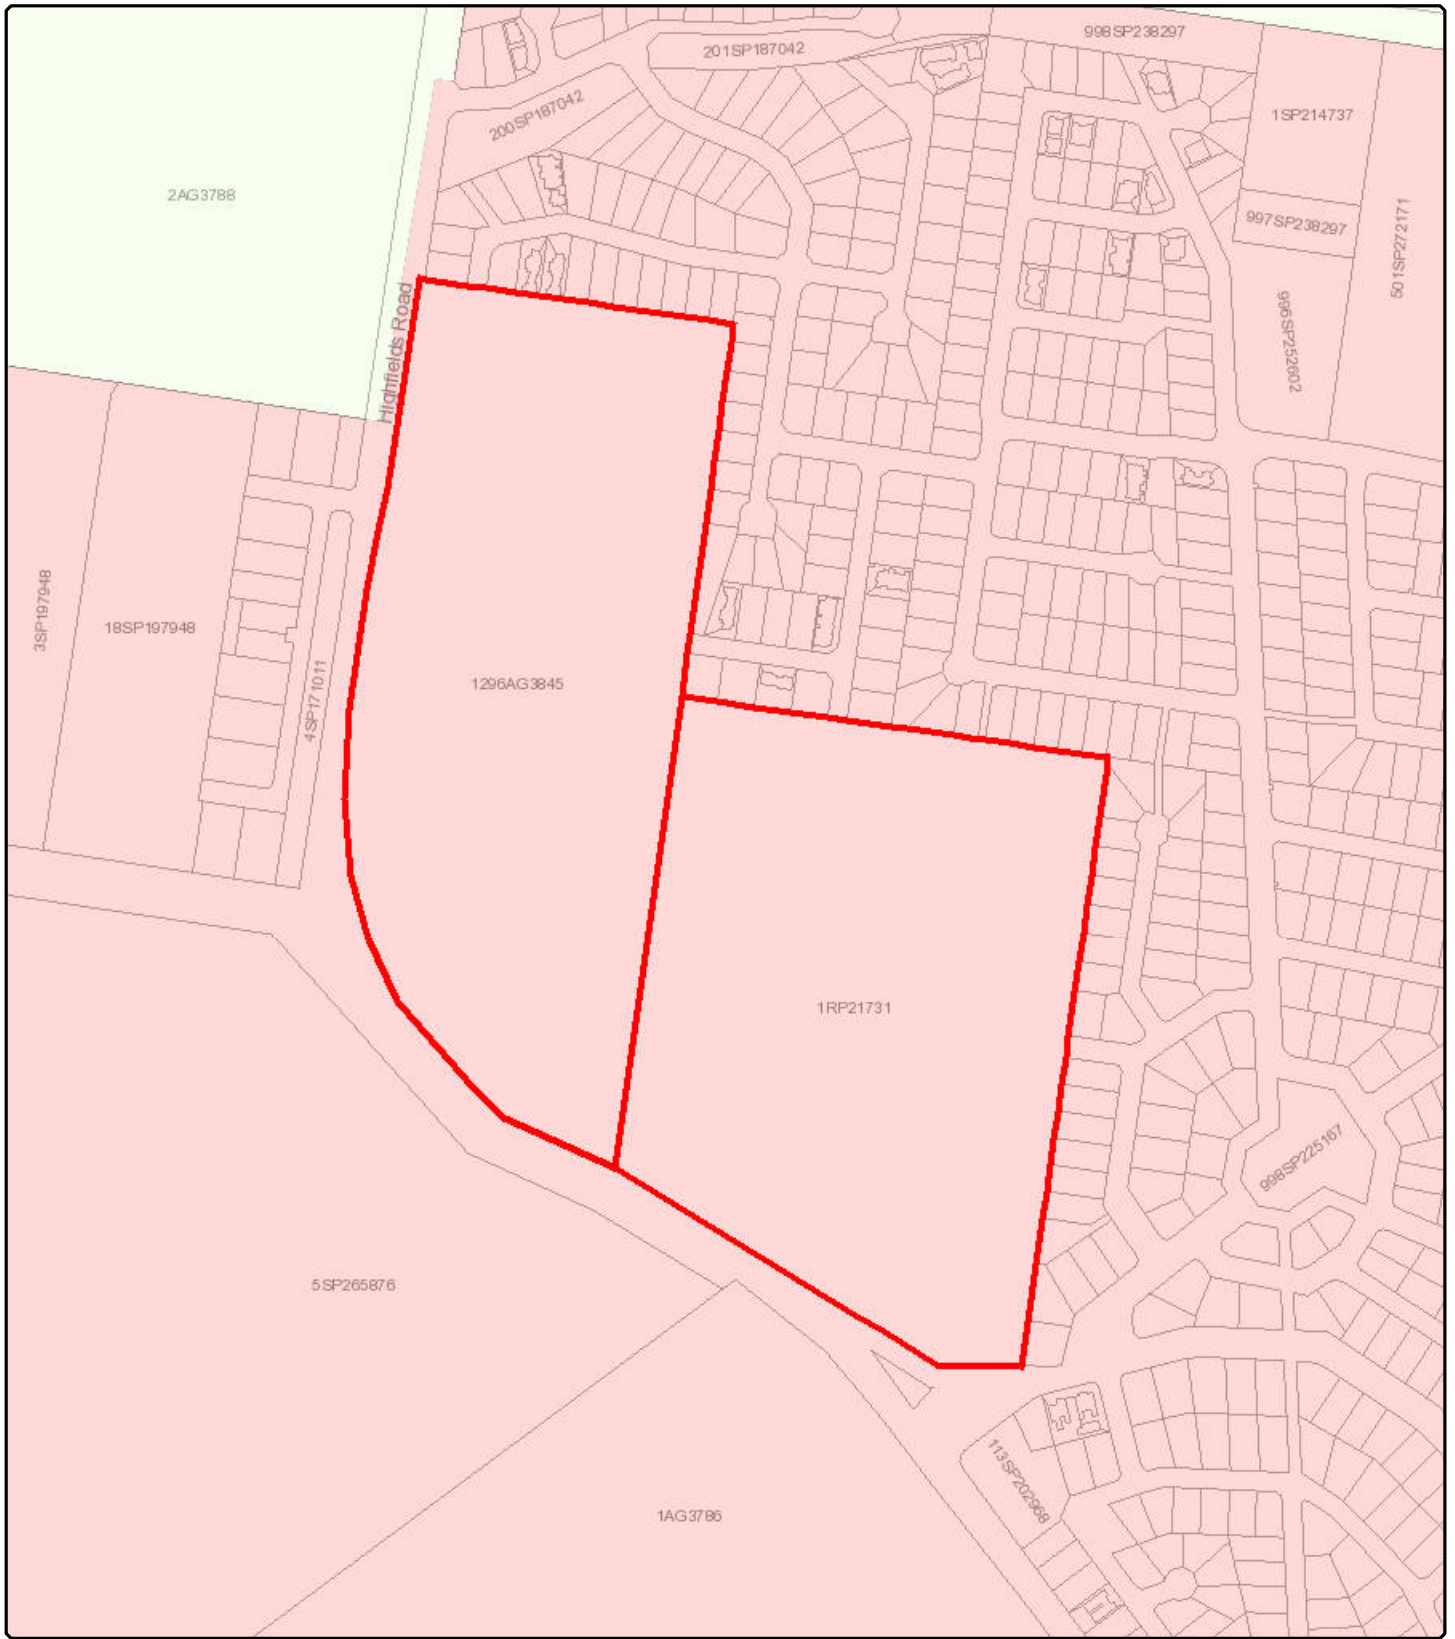 998SP238297
201SP187042
200SP187042
1SP214737
2AG3788
997SP238297
501SP272171
Highfields Road
996SP252602
3SP197948
18SP197948
4SP171011
1296AG3845
1RP21731
998SP225167
5SP265876
113SP202968
1AG3786